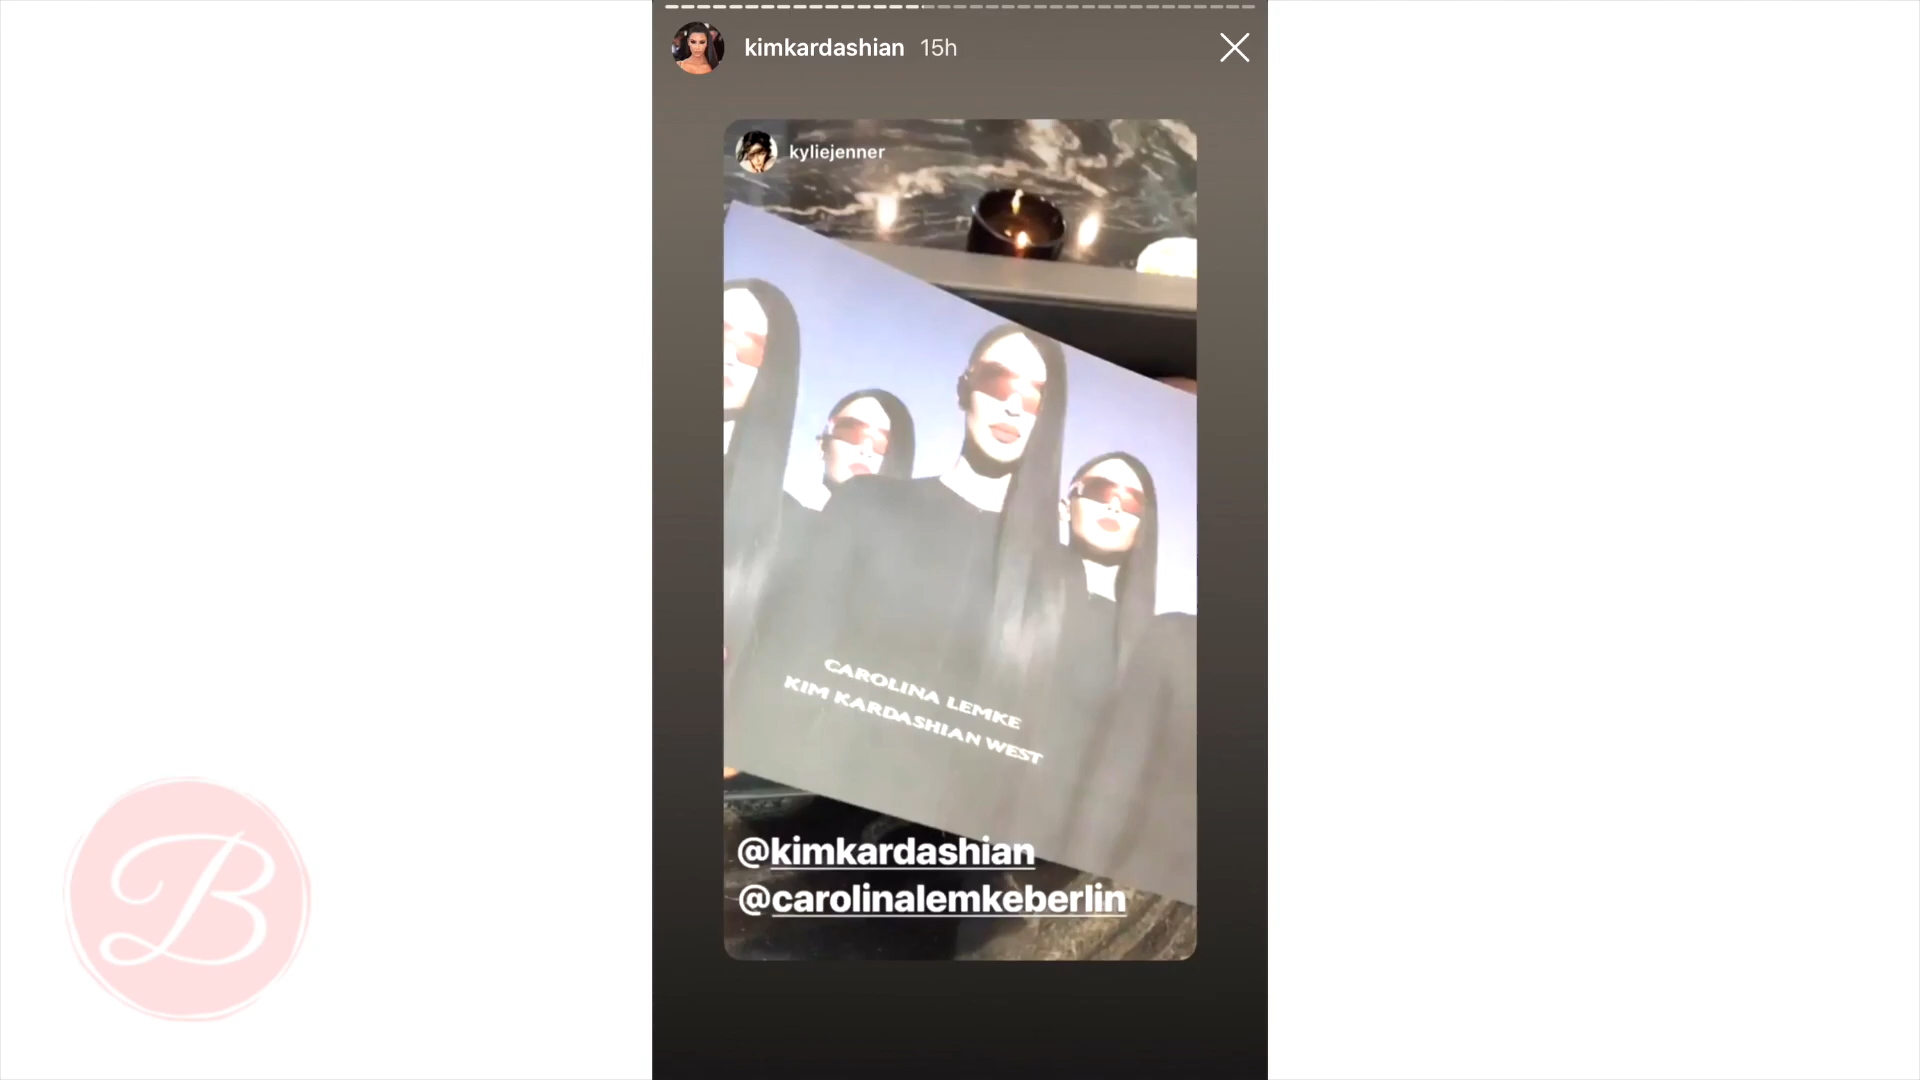 kimkardashian 15h
kyliejenner
CAROLINA LEMKE
KIM KARDASHIAN WEST
@kimkardashian
@carolinalemkeberlin
B